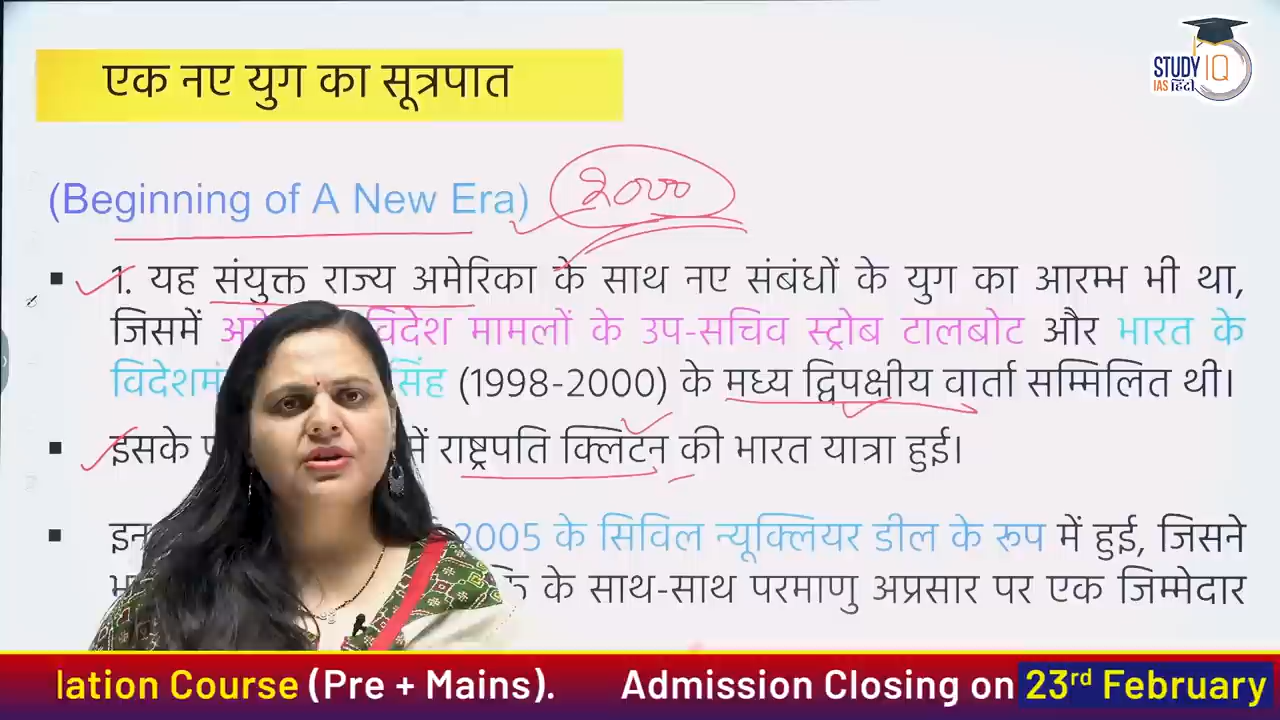 एक नए युग का सूत्रपात
STUDY IQ
IAS हिंदी
(Beginning of A New Era) 2000
1. यह संयुक्त राज्य अमेरिका के साथ नए संबंधों के युग का आरम्भ भी था,
जिसमें विदेश मामलों के उप-सचिव स्ट्रोब टालबोट और भारत के
सिंह (1998-2000) के मध्य द्विपक्षीय वार्ता सम्मिलित थी।
इसके में राष्ट्रपति क्लिंटन की भारत यात्रा हुई।
2005 के सिविल न्यूक्लियर डील के रूप में हुई, जिसने
के साथ-साथ परमाणु अप्रसार पर एक जिम्मेदार
lation Course (Pre + Mains). Admission Closing on 23rd February